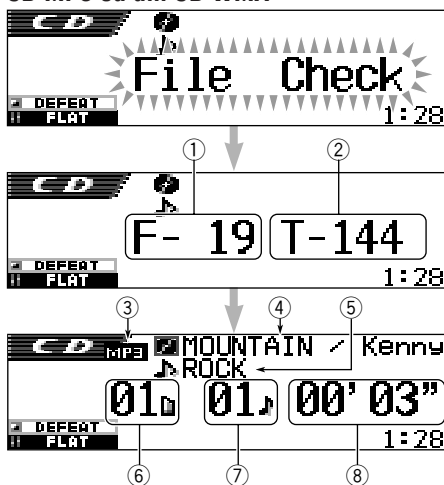 CD
File Check
DEFEAT
FLAT
1:28
① ②
CD
F- 19 T-144
DEFEAT
FLAT
1:28
③ ④ ⑤
CD MP3 MOUNTAIN / Kenny
ROCK
01 01 00' 03"
DEFEAT
FLAT
1:28
⑥ ⑦ ⑧